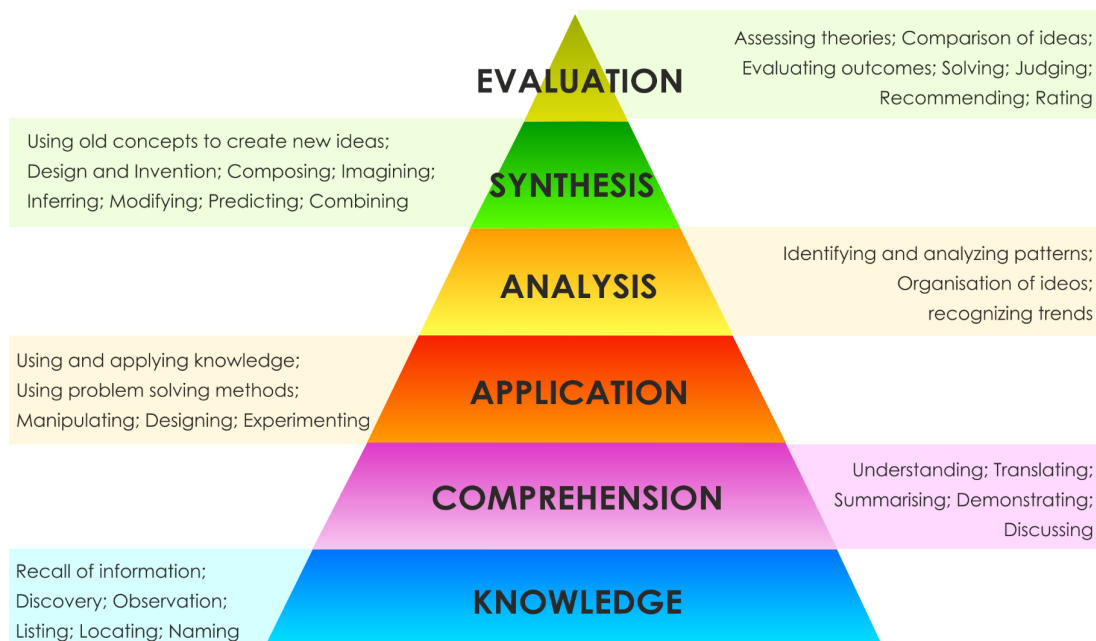 EVALUATION
Assessing theories; Comparison of ideas;
Evaluating outcomes; Solving; Judging;
Recommending; Rating
Using old concepts to create new ideas;
Design and Invention; Composing; Imagining;
Inferring; Modifying; Predicting; Combining
SYNTHESIS
ANALYSIS
Identifying and analyzing patterns;
Organisation of ideos;
recognizing trends
Using and applying knowledge;
Using problem solving methods;
Manipulating; Designing; Experimenting
APPLICATION
COMPREHENSION
Understanding; Translating;
Summarising; Demonstrating;
Discussing
Recall of information;
Discovery; Observation;
Listing; Locating; Naming
KNOWLEDGE